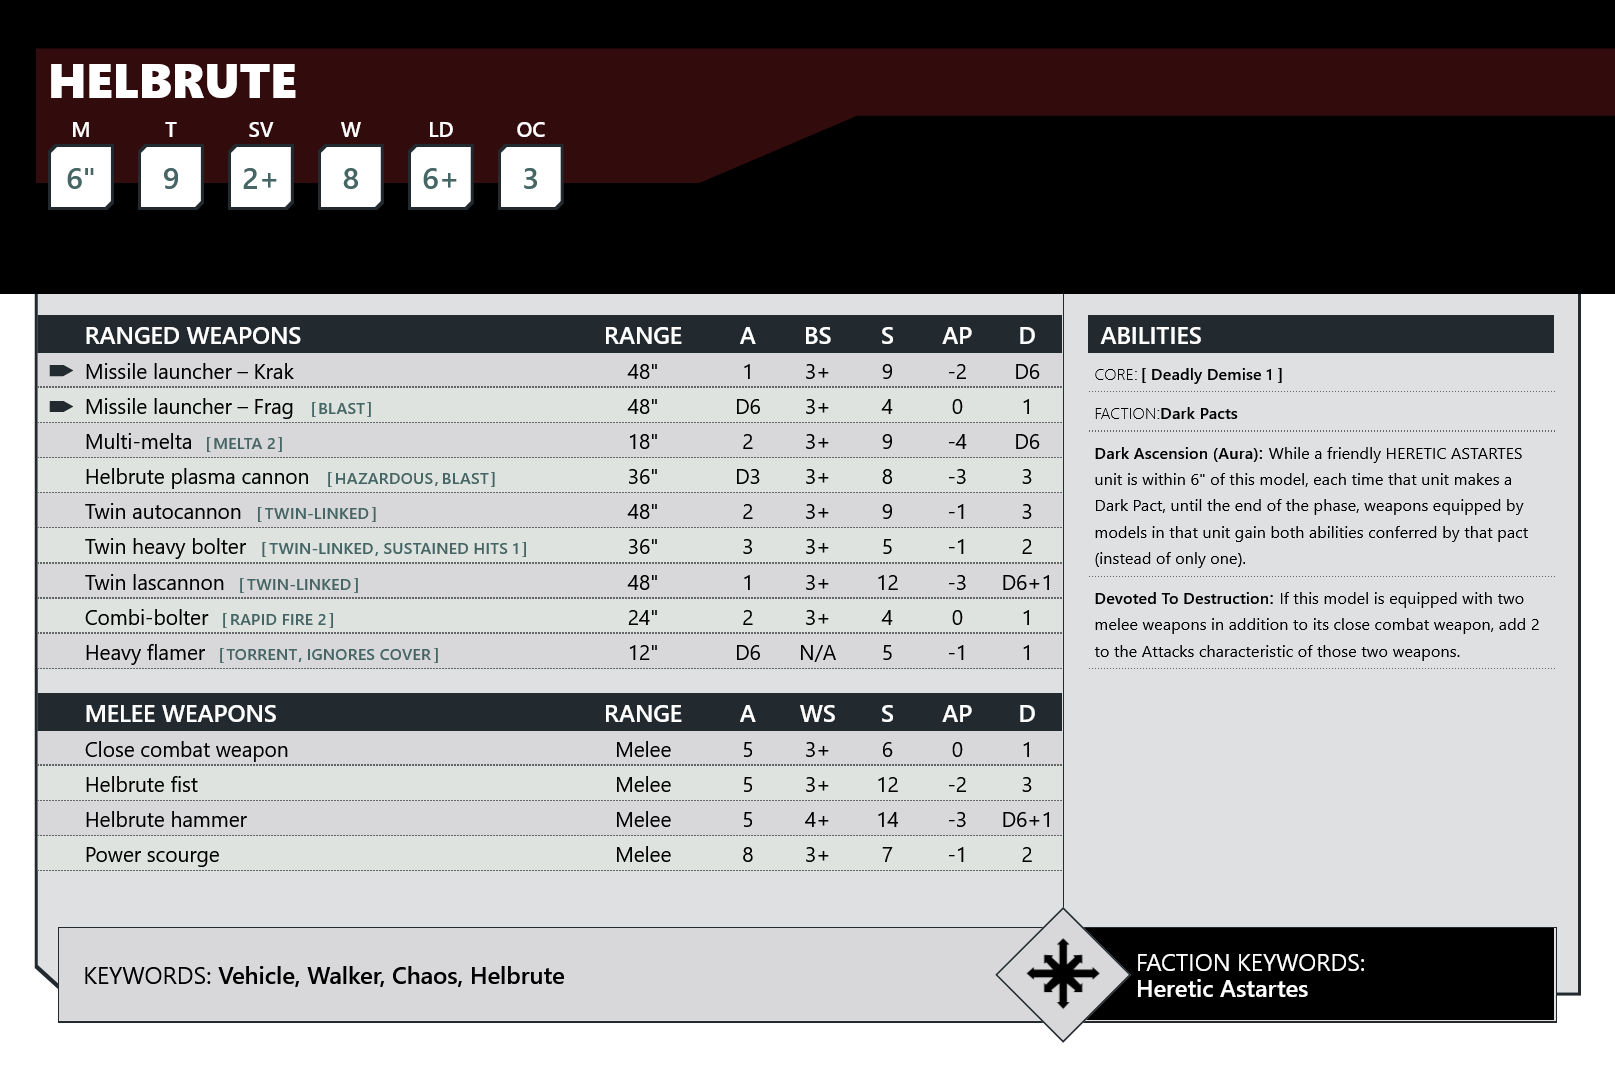 HELBRUTE
M T SV W LD OC
6" 9 2+ 8 6+ 3
RANGED WEAPONS RANGE A BS S AP D
Missile launcher – Krak 48" 1 3+ 9 -2 D6
Missile launcher – Frag [BLAST] 48" D6 3+ 4 0 1
Multi-melta [MELTA 2] 18" 2 3+ 9 -4 D6
Helbrute plasma cannon [HAZARDOUS, BLAST] 36" D3 3+ 8 -3 3
Twin autocannon [TWIN-LINKED] 48" 2 3+ 9 -1 3
Twin heavy bolter [TWIN-LINKED, SUSTAINED HITS 1] 36" 3 3+ 5 -1 2
Twin lascannon [TWIN-LINKED] 48" 1 3+ 12 -3 D6+1
Combi-bolter [RAPID FIRE 2] 24" 2 3+ 4 0 1
Heavy flamer [TORRENT, IGNORES COVER] 12" D6 N/A 5 -1 1
MELEE WEAPONS RANGE A WS S AP D
Close combat weapon Melee 5 3+ 6 0 1
Helbrute fist Melee 5 3+ 12 -2 3
Helbrute hammer Melee 5 4+ 14 -3 D6+1
Power scourge Melee 8 3+ 7 -1 2
ABILITIES
CORE: [ Deadly Demise 1 ]
FACTION:Dark Pacts
Dark Ascension (Aura): While a friendly HERETIC ASTARTES
unit is within 6" of this model, each time that unit makes a
Dark Pact, until the end of the phase, weapons equipped by
models in that unit gain both abilities conferred by that pact
(instead of only one).
Devoted To Destruction: If this model is equipped with two
melee weapons in addition to its close combat weapon, add 2
to the Attacks characteristic of those two weapons.
KEYWORDS: Vehicle, Walker, Chaos, Helbrute
FACTION KEYWORDS:
Heretic Astartes